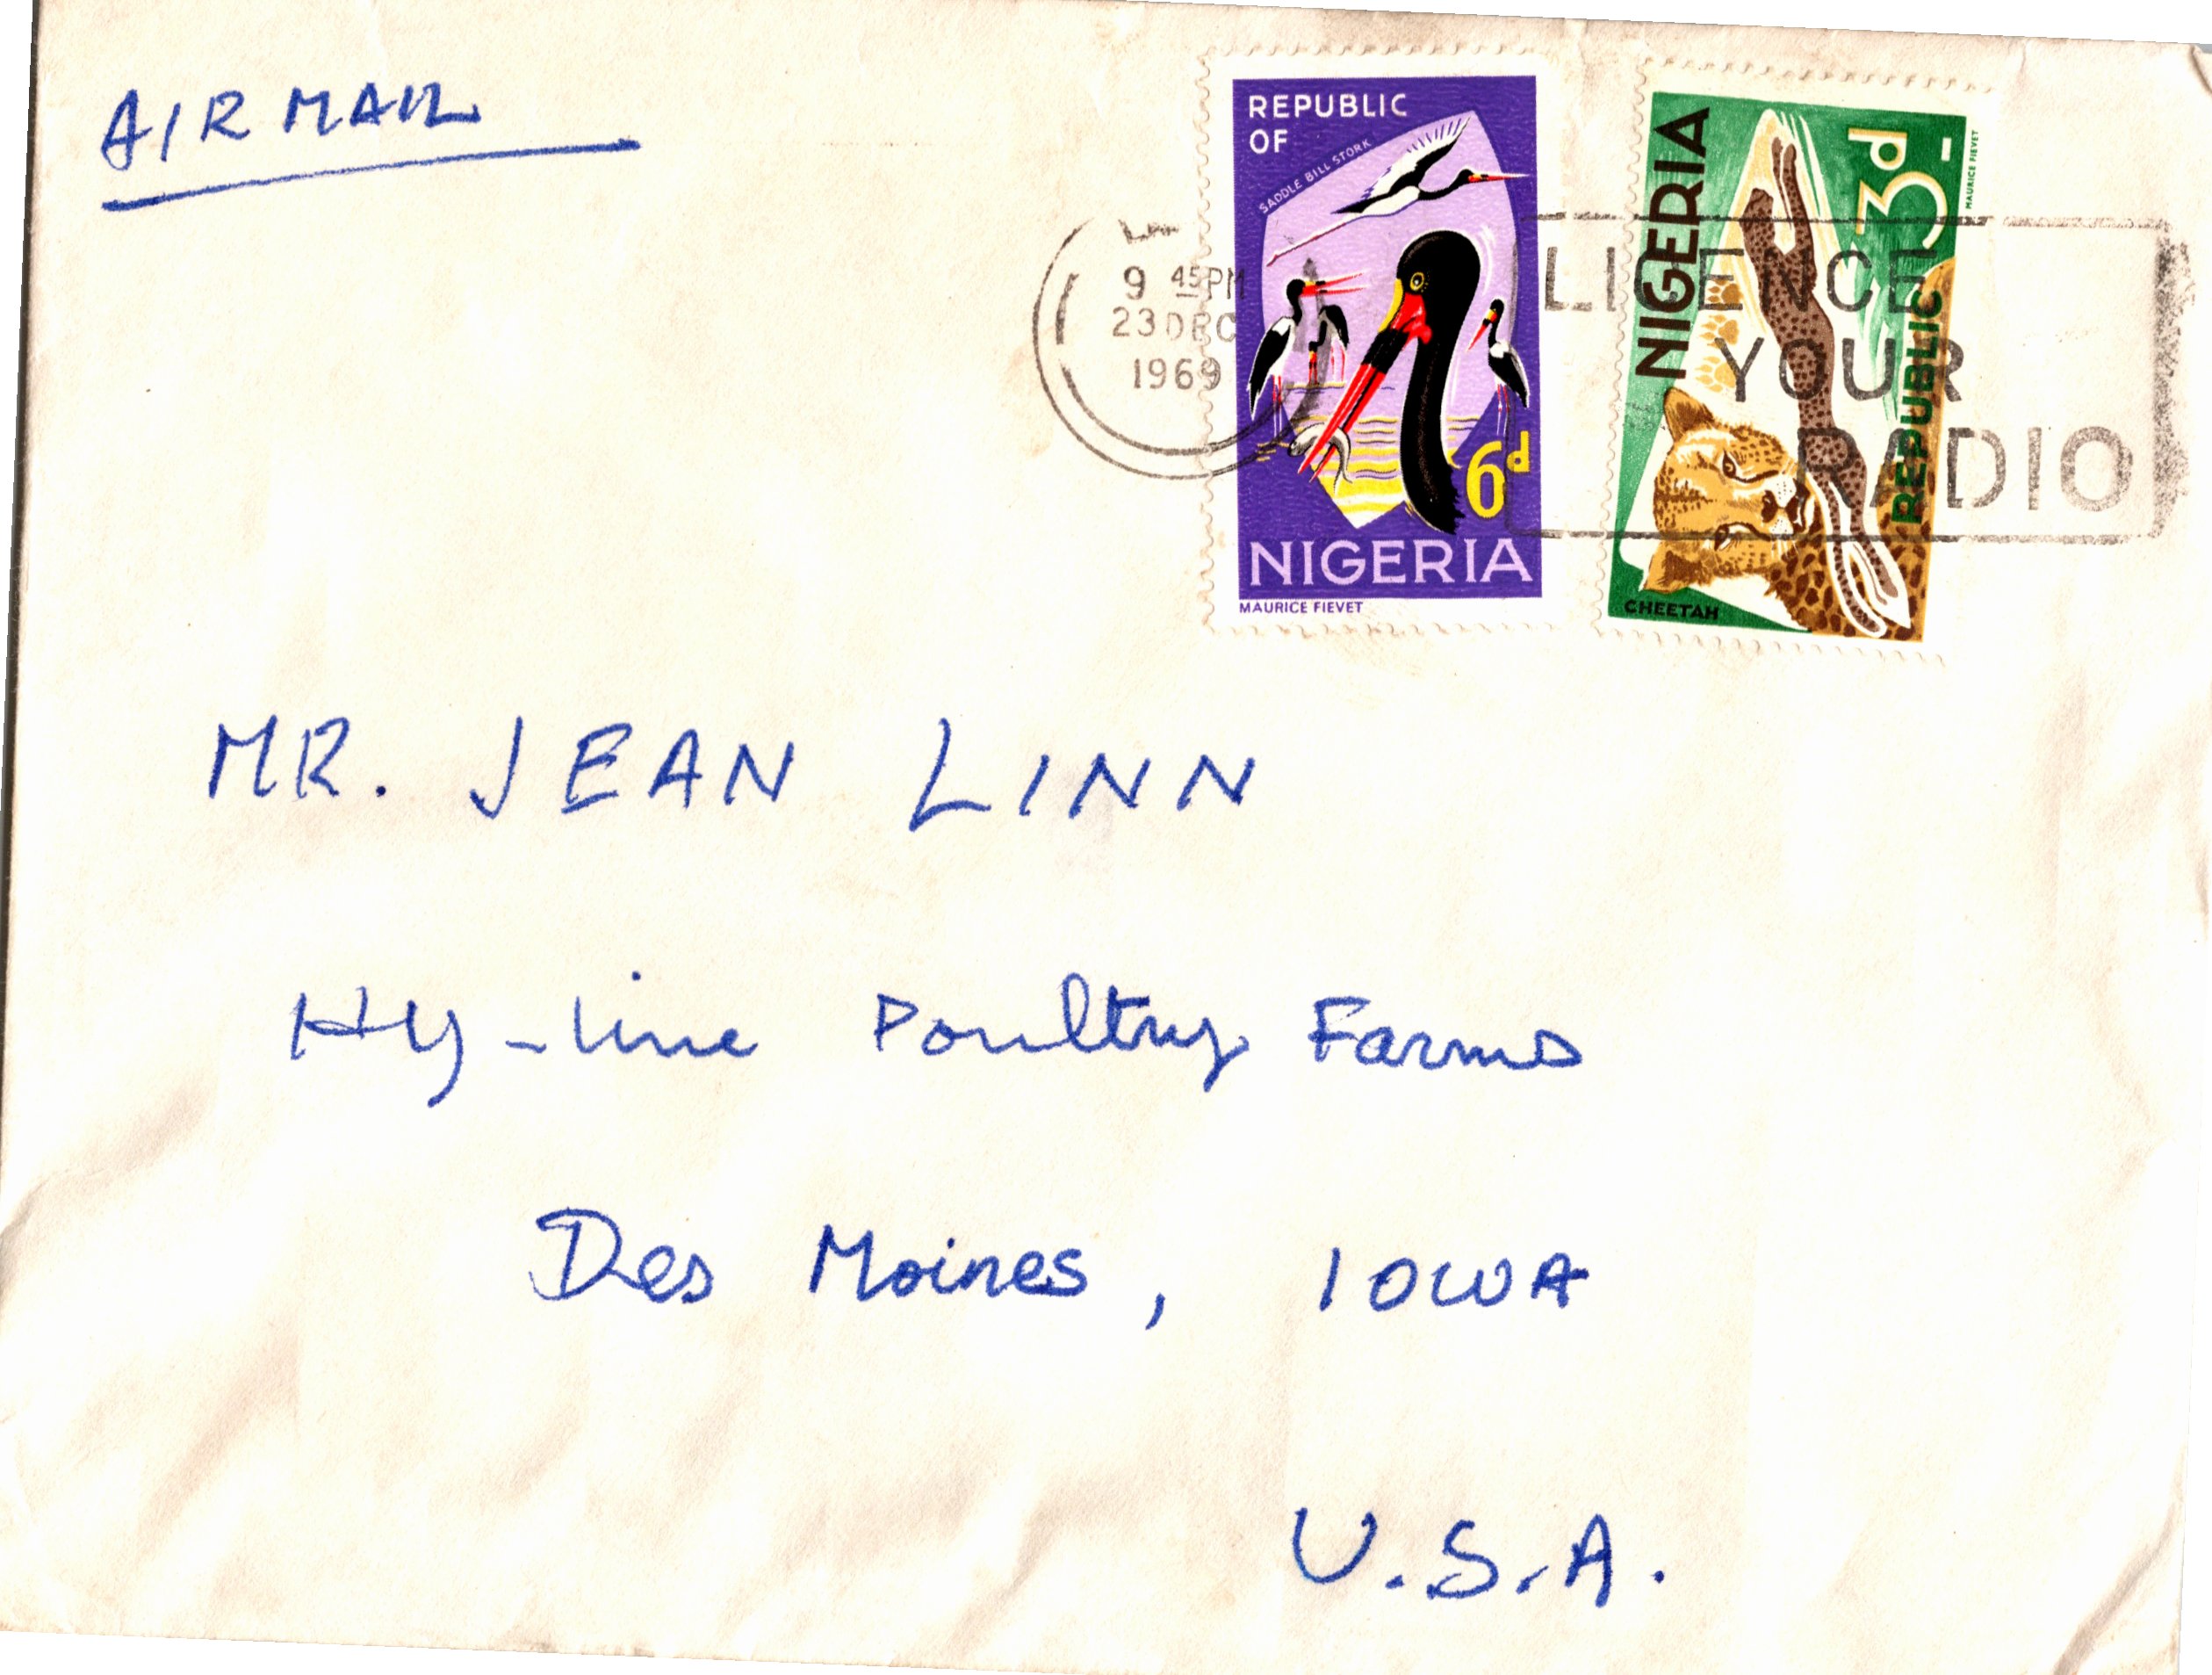 AIR MAIL
REPUBLIC
OF
SADDLE BILL STORK
6d
NIGERIA
MAURICE FIEVET
NIGERIA
3d
REPUBLIC
CHEETAH
MAURICE FIEVET
9 45 PM
23 DEC
1969
LICENCE
YOUR
RADIO
MR. JEAN LINN
Hy-line Poultry Farms
Des Moines, IOWA
U.S.A.